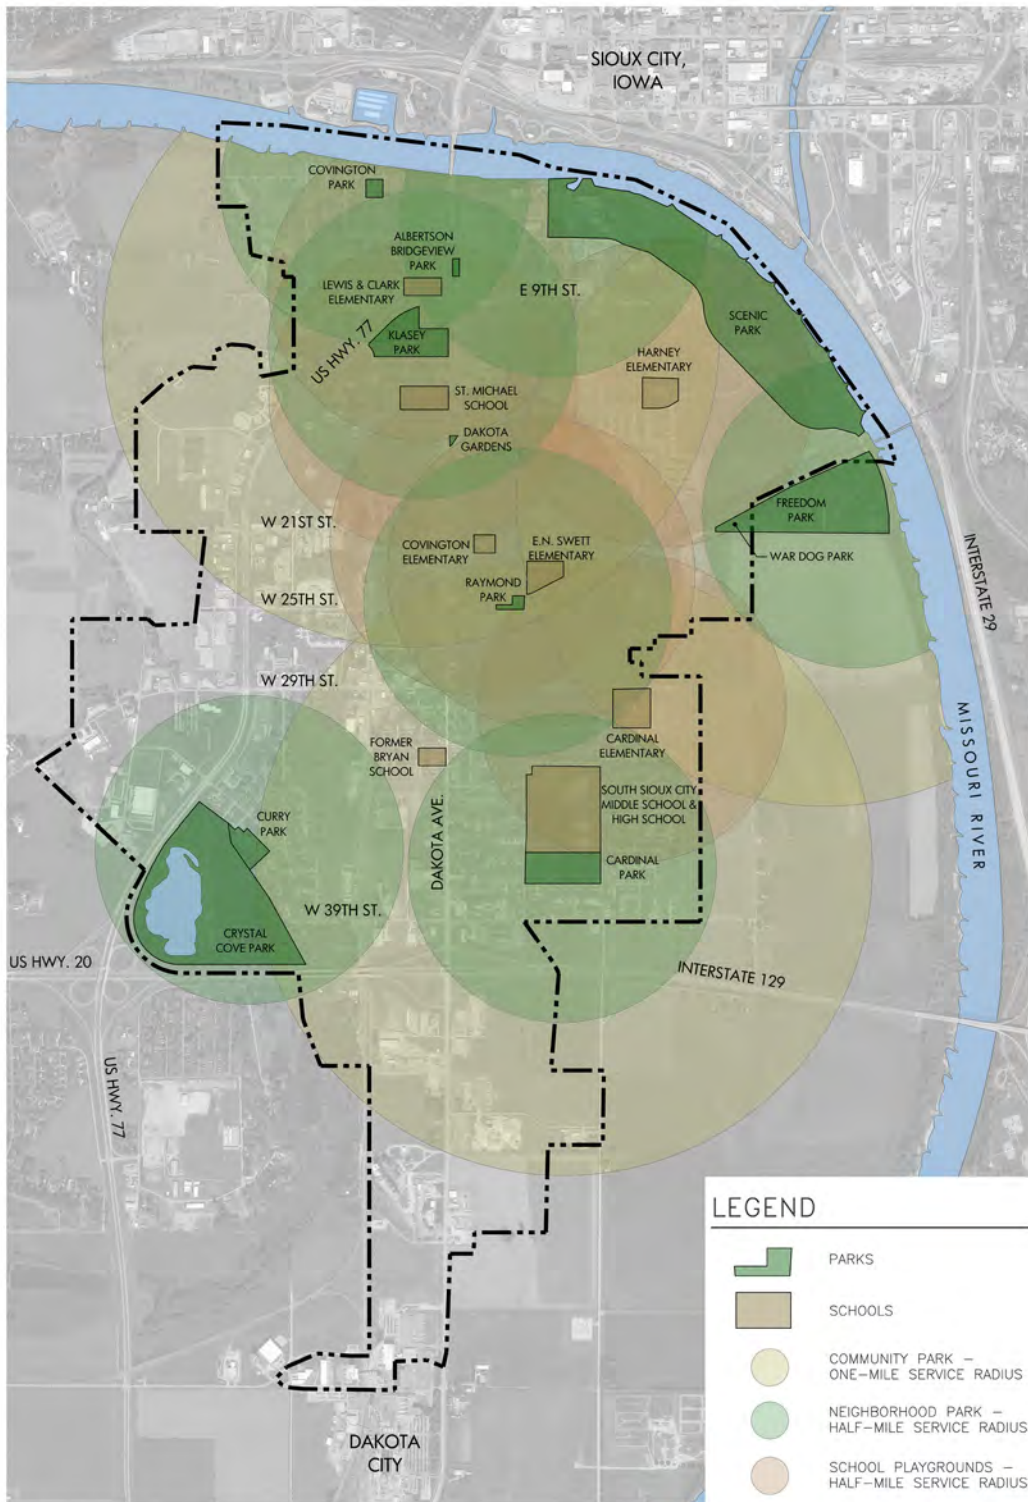 SIOUX CITY,
IOWA
COVINGTON
PARK
ALBERTSON
BRIDGEVIEW
PARK
LEWIS & CLARK
ELEMENTARY
E 9TH ST.
SCENIC
PARK
KLASEY
PARK
US HWY. 77
HARNEY
ELEMENTARY
ST. MICHAEL
SCHOOL
DAKOTA
GARDENS
FREEDOM
PARK
W 21ST ST.
COVINGTON
ELEMENTARY
E.N. SWETT
ELEMENTARY
WAR DOG PARK
RAYMOND
PARK
INTERSTATE 29
W 25TH ST.
W 29TH ST.
CARDINAL
ELEMENTARY
MISSOURI RIVER
FORMER
BRYAN
SCHOOL
SOUTH SIOUX CITY
MIDDLE SCHOOL &
HIGH SCHOOL
CURRY
PARK
DAKOTA AVE.
CARDINAL
PARK
W 39TH ST.
CRYSTAL
COVE PARK
US HWY. 20
INTERSTATE 129
US HWY. 77
LEGEND
PARKS
SCHOOLS
COMMUNITY PARK –
ONE-MILE SERVICE RADIUS
NEIGHBORHOOD PARK –
HALF-MILE SERVICE RADIUS
SCHOOL PLAYGROUNDS –
HALF-MILE SERVICE RADIUS
DAKOTA
CITY